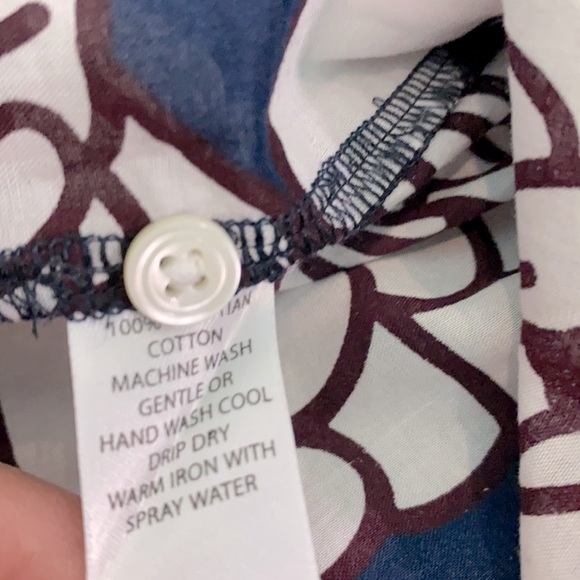 100%
COTTON
MACHINE WASH
GENTLE OR
HAND WASH COOL
DRIP DRY
WARM IRON WITH
SPRAY WATER